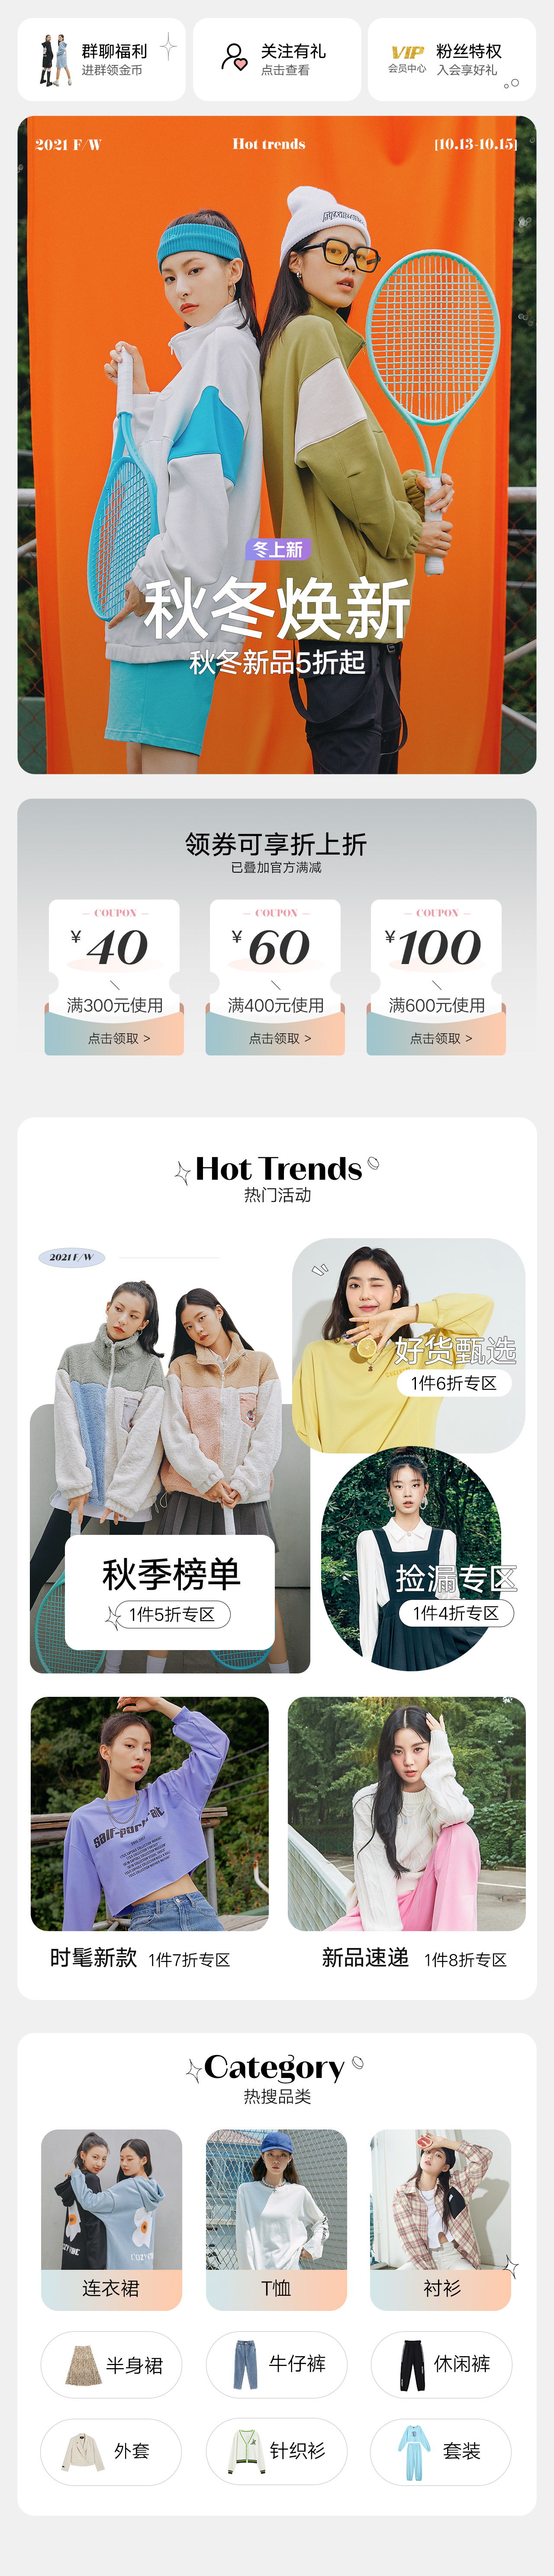 群聊福利
进群领金币
关注有礼
点击查看
VIP
会员中心
粉丝特权
入会享好礼
2021 F/W
Hot trends
[10.13-10.15]
冬上新
秋冬焕新
秋冬新品5折起
领券可享折上折
已叠加官方满减
COUPON
¥40
满300元使用
点击领取 >
COUPON
¥60
满400元使用
点击领取 >
COUPON
¥100
满600元使用
点击领取 >
Hot Trends
热门活动
2021 F/W
好货甄选
1件6折专区
秋季榜单
1件5折专区
捡漏专区
1件4折专区
self-portrait
时髦新款 1件7折专区
新品速递 1件8折专区
Category
热搜品类
连衣裙
T恤
衬衫
半身裙
牛仔裤
休闲裤
外套
针织衫
套装